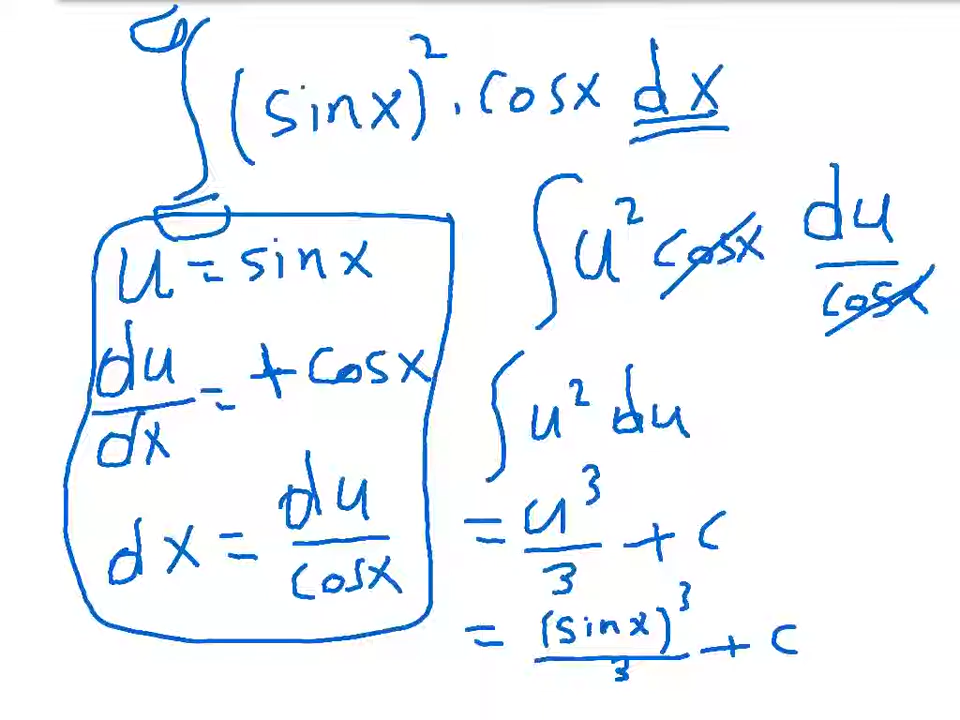 ∫ (sinx)² . cosx dx
u = sinx
du/dx = + cosx
dx = du/cosx
∫ u² cosx du/cosx
∫ u² du
= u³/3 + c
= (sinx)³/3 + c